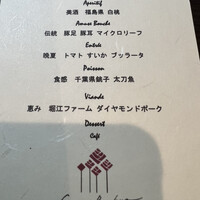 Apéritif
美酒 福島県 白桃
Amuse Bouche
伝統 豚足 豚耳 マイクロリーフ
Entrée
晩夏 トマト すいか ブッラータ
Poisson
食感 千葉県銚子 太刀魚
Viande
恵み 堀江ファーム ダイヤモンドポーク
Dessert
Café